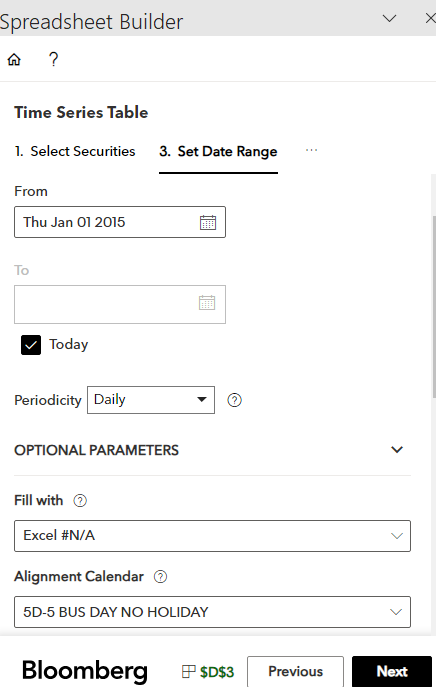 Spreadsheet Builder
?
Time Series Table
1. Select Securities 3. Set Date Range ...
From
Thu Jan 01 2015
To
Today
Periodicity Daily ?
OPTIONAL PARAMETERS
Fill with ?
Excel #N/A
Alignment Calendar ?
5D-5 BUS DAY NO HOLIDAY
Bloomberg $D$3 Previous Next